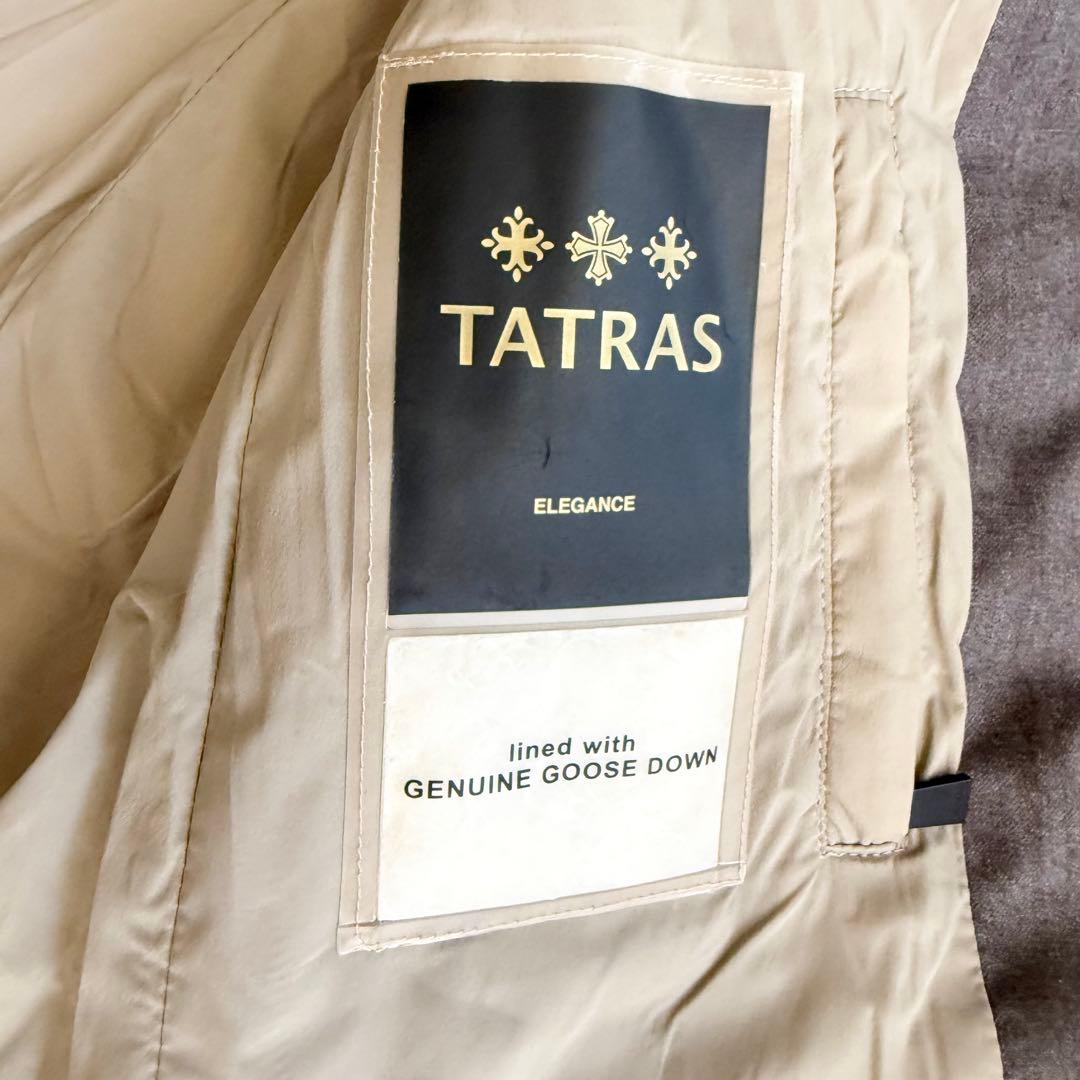 TATRAS
ELEGANCE
lined with
GENUINE GOOSE DOWN